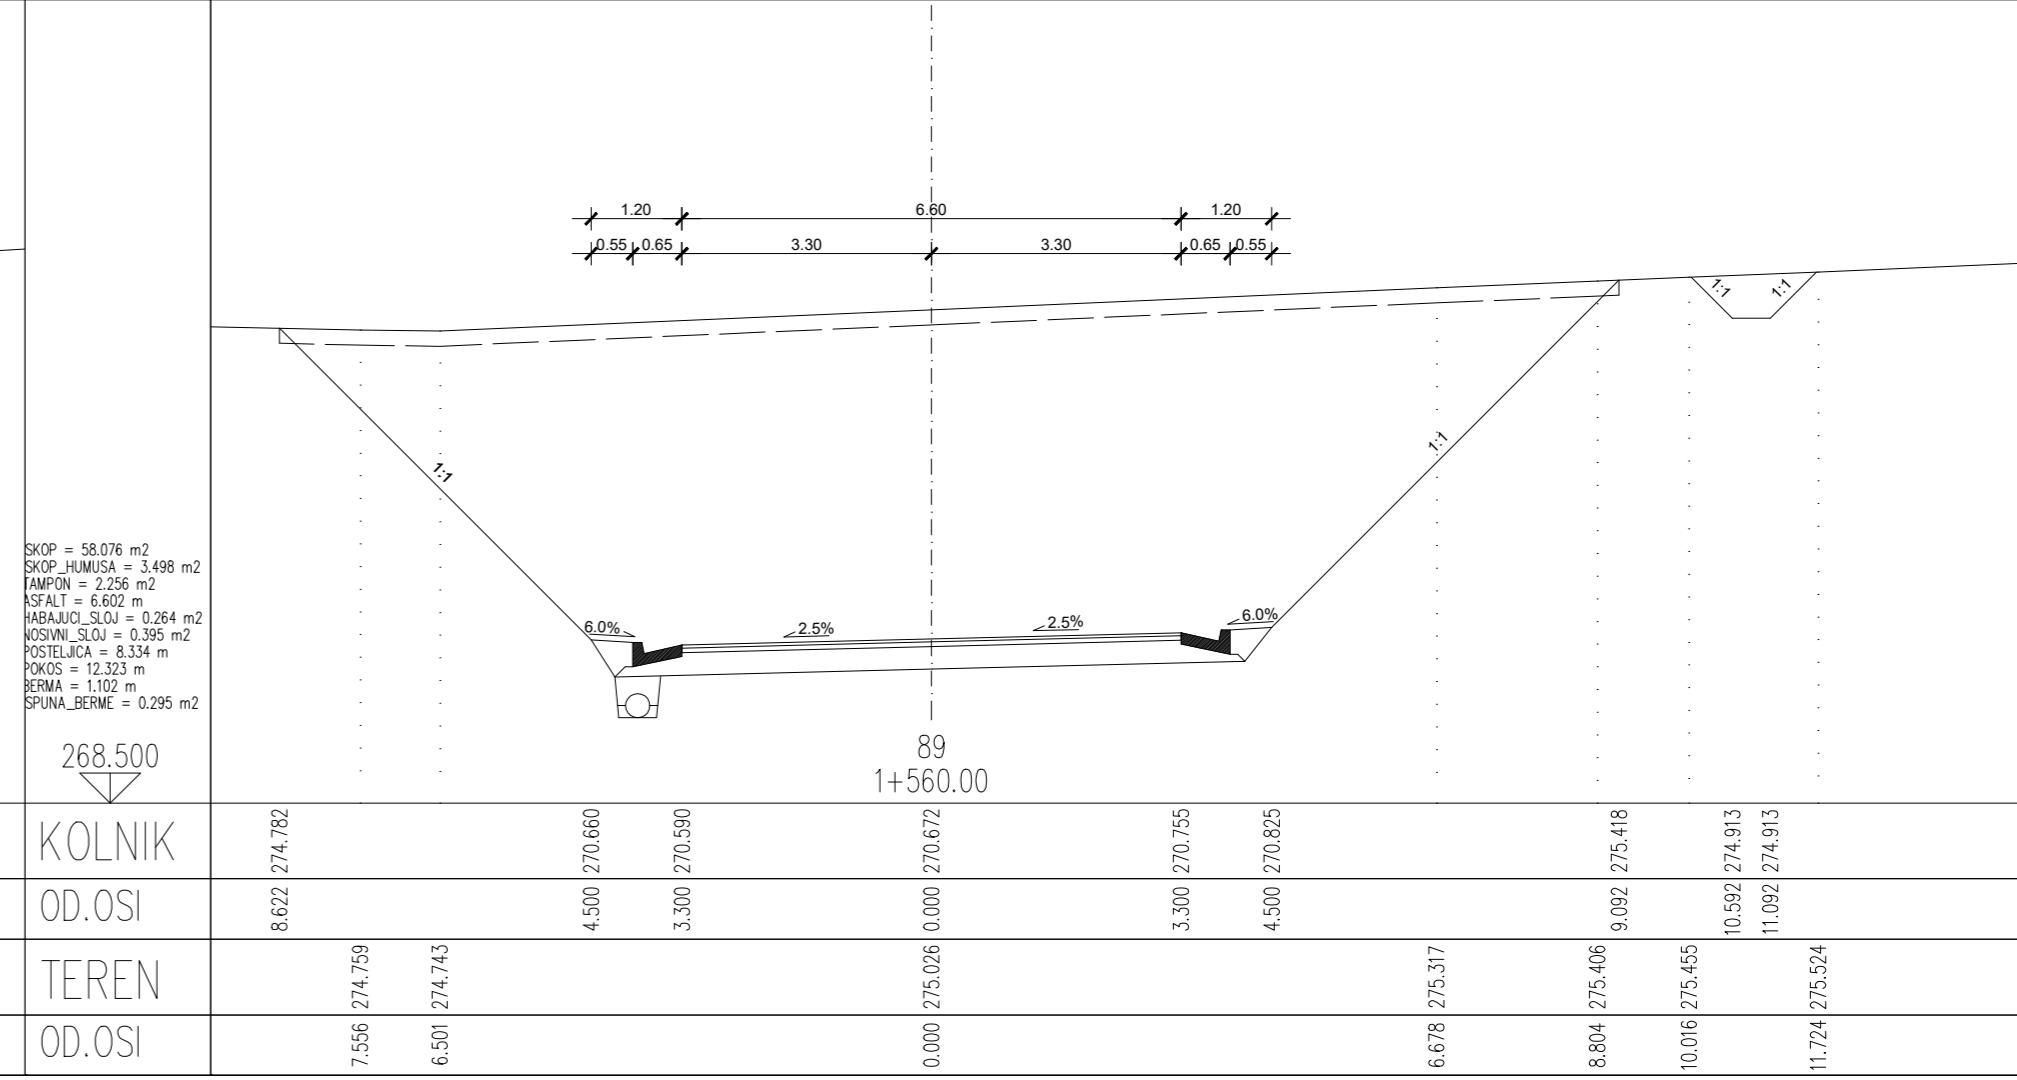 1.20 6.60 1.20
0.55 0.65 3.30 3.30 0.65 0.55
1:1 1:1
1:1 1:1
SKOP = 58.076 m2
SKOP_HUMUSA = 3.498 m2
TAMPON = 2.256 m2
ASFALT = 6.602 m
HABAJUCI_SLOJ = 0.264 m2
NOSIVNI_SLOJ = 0.395 m2
POSTELJICA = 8.334 m
POKOS = 12.323 m
BERMA = 1.102 m
SPUNA_BERME = 0.295 m2
6.0% 2.5% 2.5% 6.0%
268.500
89
1+560.00
KOLNIK 274.782 270.660 270.590 270.672 270.755 270.825 275.418 274.913 274.913
OD.OSI 8.622 4.500 3.300 0.000 3.300 4.500 9.092 10.592 11.092
TEREN 274.759 274.743 275.026 275.317 275.406 275.455 275.524
OD.OSI 7.556 6.501 0.000 6.678 8.804 10.016 11.724